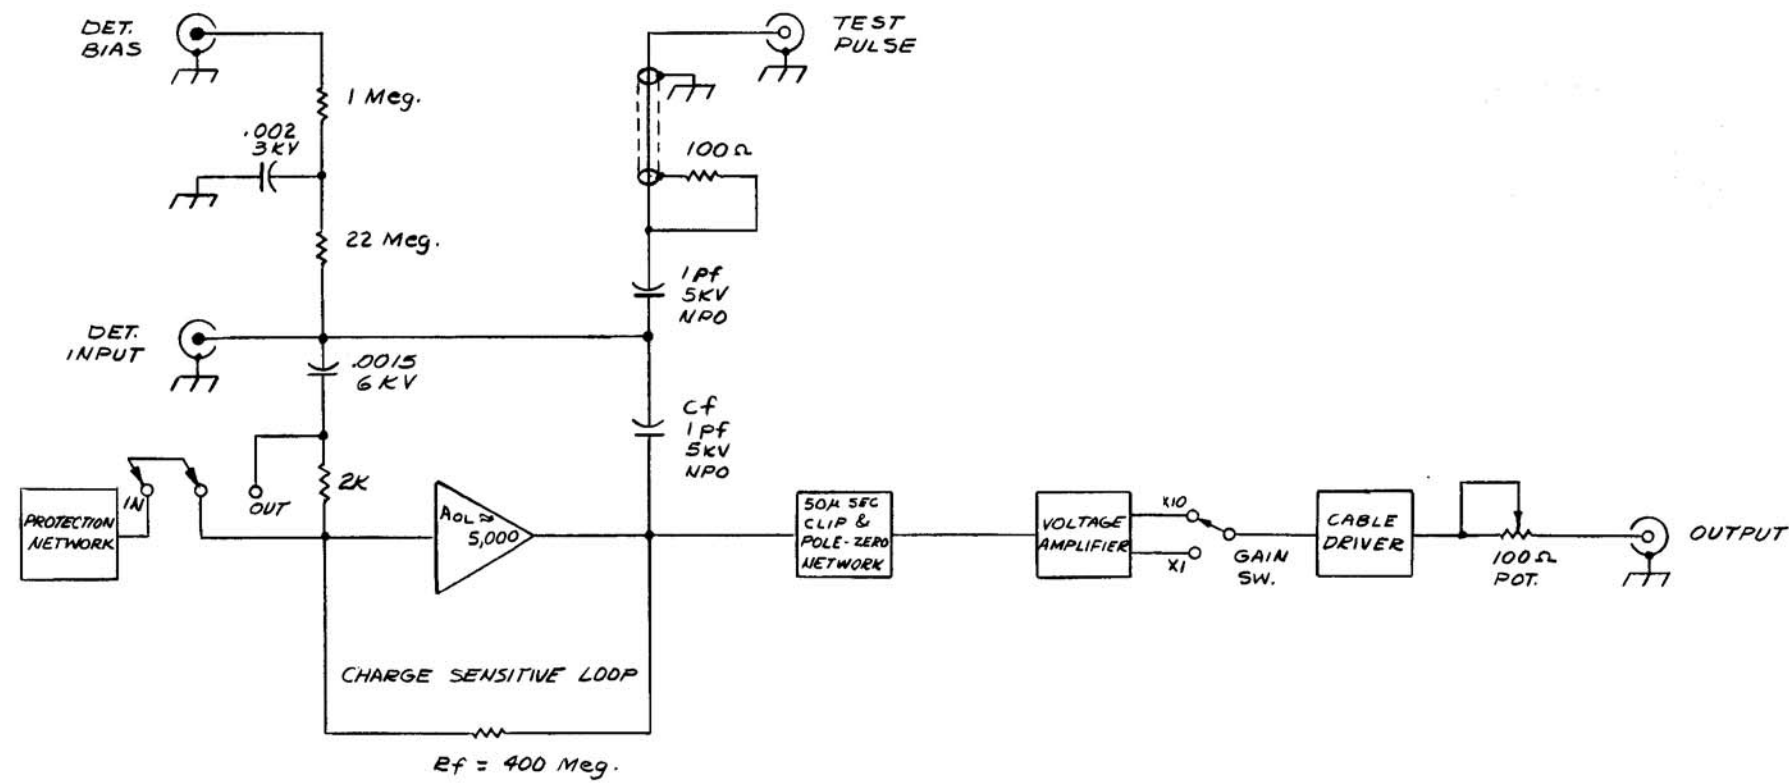 DET.
BIAS
TEST
PULSE
1 Meg.
.002
3KV
100Ω
22 Meg.
1pf
5KV
NPO
DET.
INPUT
.0015
6KV
Cf
1pf
5KV
NPO
2K
IN
OUT
PROTECTION
NETWORK
AOL ≈
5,000
50μ SEC
CLIP &
POLE-ZERO
NETWORK
VOLTAGE
AMPLIFIER
X10
X1
GAIN
SW.
CABLE
DRIVER
100Ω
POT.
OUTPUT
CHARGE SENSITIVE LOOP
Rf = 400 Meg.